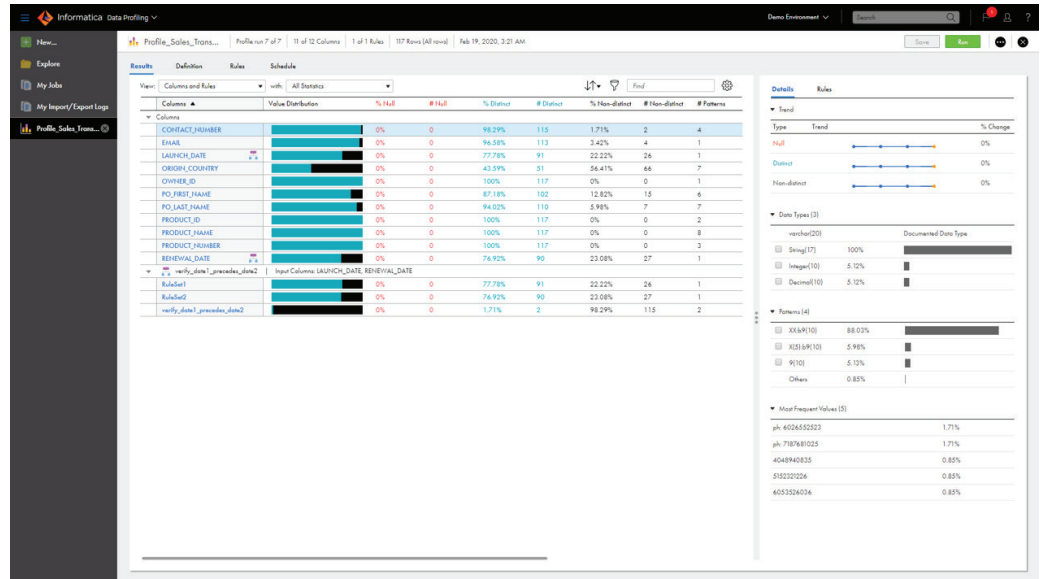 Informatica Data Profiling
Demo Environment
Search
?
New...
Explore
My Jobs
My Import/Export Logs
Profile_Sales_Trans...
Profile_Sales_Trans... Profile run 7 of 7 11 of 12 Columns 1 of 1 Rules 117 Rows (All rows) Feb 19, 2020, 3:21 AM
Save Run
Results Definition Rules Schedule
View: Columns and Rules with: All Statistics Find
Columns Value Distribution % Null # Null % Distinct # Distinct % Non-distinct # Non-distinct # Patterns
Columns
CONTACT_NUMBER 0% 0 98.29% 115 1.71% 2 4
EMAIL 0% 0 96.58% 113 3.42% 4 1
LAUNCH_DATE 0% 0 77.78% 91 22.22% 26 1
ORIGIN_COUNTRY 0% 0 43.59% 51 56.41% 66 7
OWNER_ID 0% 0 100% 117 0% 0 1
PO_FIRST_NAME 0% 0 87.18% 102 12.82% 15 6
PO_LAST_NAME 0% 0 94.02% 110 5.98% 7 7
PRODUCT_ID 0% 0 100% 117 0% 0 2
PRODUCT_NAME 0% 0 100% 117 0% 0 8
PRODUCT_NUMBER 0% 0 100% 117 0% 0 3
RENEWAL_DATE 0% 0 76.92% 90 23.08% 27 1
verify_date1_precedes_date2 | Input Columns: LAUNCH_DATE, RENEWAL_DATE
RuleSet1 0% 0 77.78% 91 22.22% 26 1
RuleSet2 0% 0 76.92% 90 23.08% 27 1
verify_date1_precedes_date2 0% 0 1.71% 2 98.29% 115 2
Details Rules
Trend
Type Trend % Change
Null 0%
Distinct 0%
Non-distinct 0%
Data Types (3)
varchar(20) Documented Data Type
String(17) 100%
Integer(10) 5.12%
Decimal(10) 5.12%
Patterns (4)
XX:b9(10) 88.03%
X(5):b9(10) 5.98%
9(10) 5.13%
Others 0.85%
Most Frequent Values (5)
ph: 6026552523 1.71%
ph: 7187681025 1.71%
4048940835 0.85%
5152321226 0.85%
6053526036 0.85%